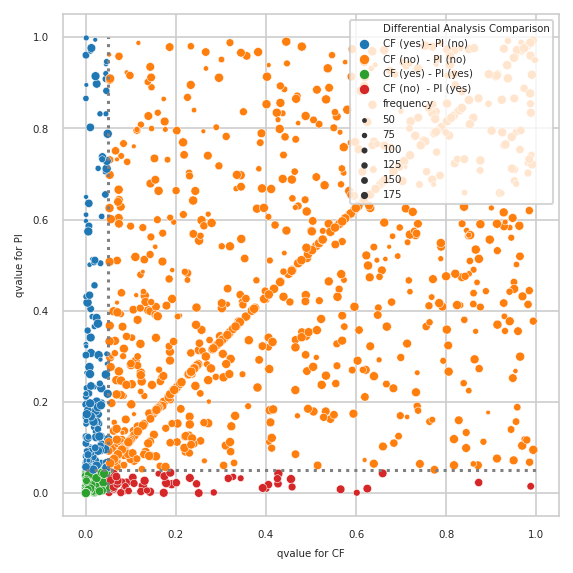 Differential Analysis Comparison
CF (yes) - PI (no)
CF (no)  - PI (no)
CF (yes) - PI (yes)
CF (no)  - PI (yes)
frequency
50
75
100
125
150
175
1.0
0.8
0.6
0.4
0.2
0.0
qvalue for PI
0.0 0.2 0.4 0.6 0.8 1.0
qvalue for CF